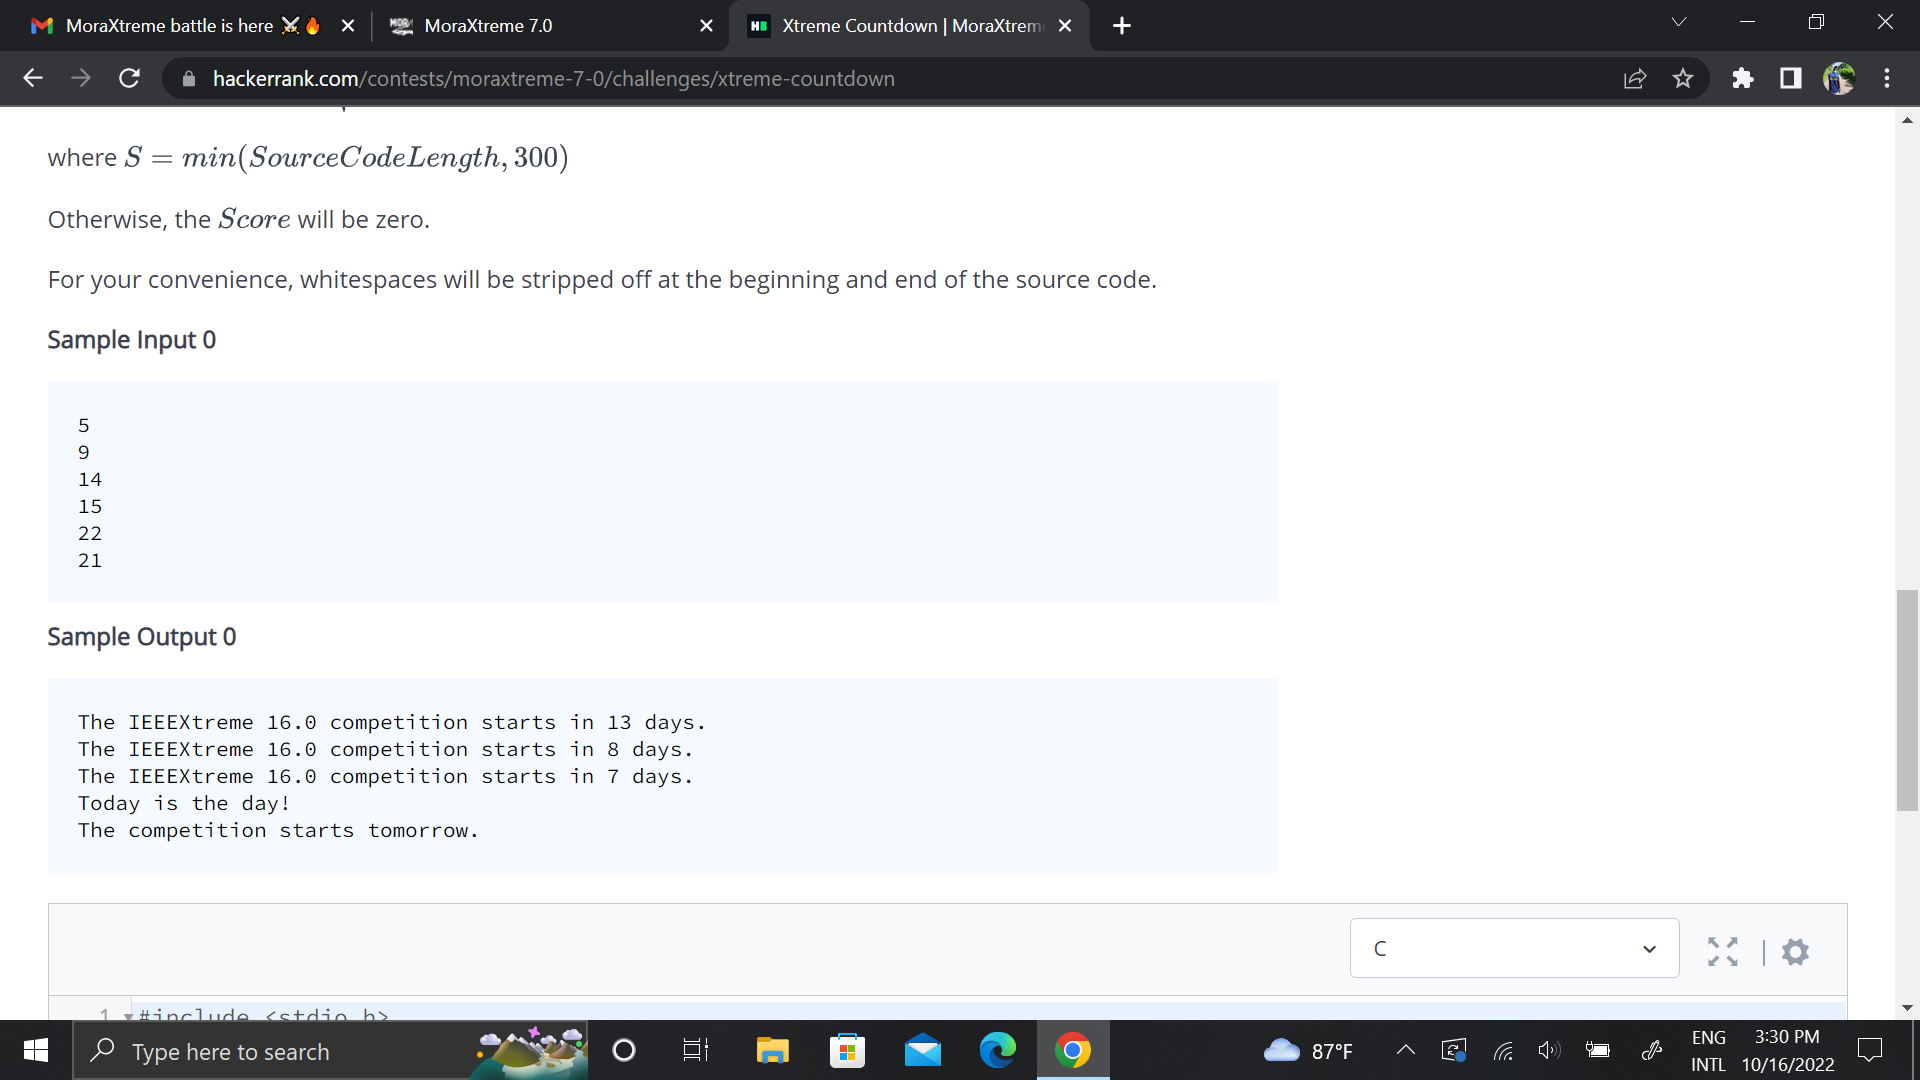 MoraXtreme battle is here ⚔🔥
MoraXtreme 7.0
Xtreme Countdown | MoraXtrem
hackerrank.com/contests/moraxtreme-7-0/challenges/xtreme-countdown
where S = min(SourceCodeLength, 300)
Otherwise, the Score will be zero.
For your convenience, whitespaces will be stripped off at the beginning and end of the source code.
Sample Input 0
5
9
14
15
22
21
Sample Output 0
The IEEEXtreme 16.0 competition starts in 13 days.
The IEEEXtreme 16.0 competition starts in 8 days.
The IEEEXtreme 16.0 competition starts in 7 days.
Today is the day!
The competition starts tomorrow.
C
1 #include <stdio.h>
Type here to search
87°F
ENG
INTL
3:30 PM
10/16/2022